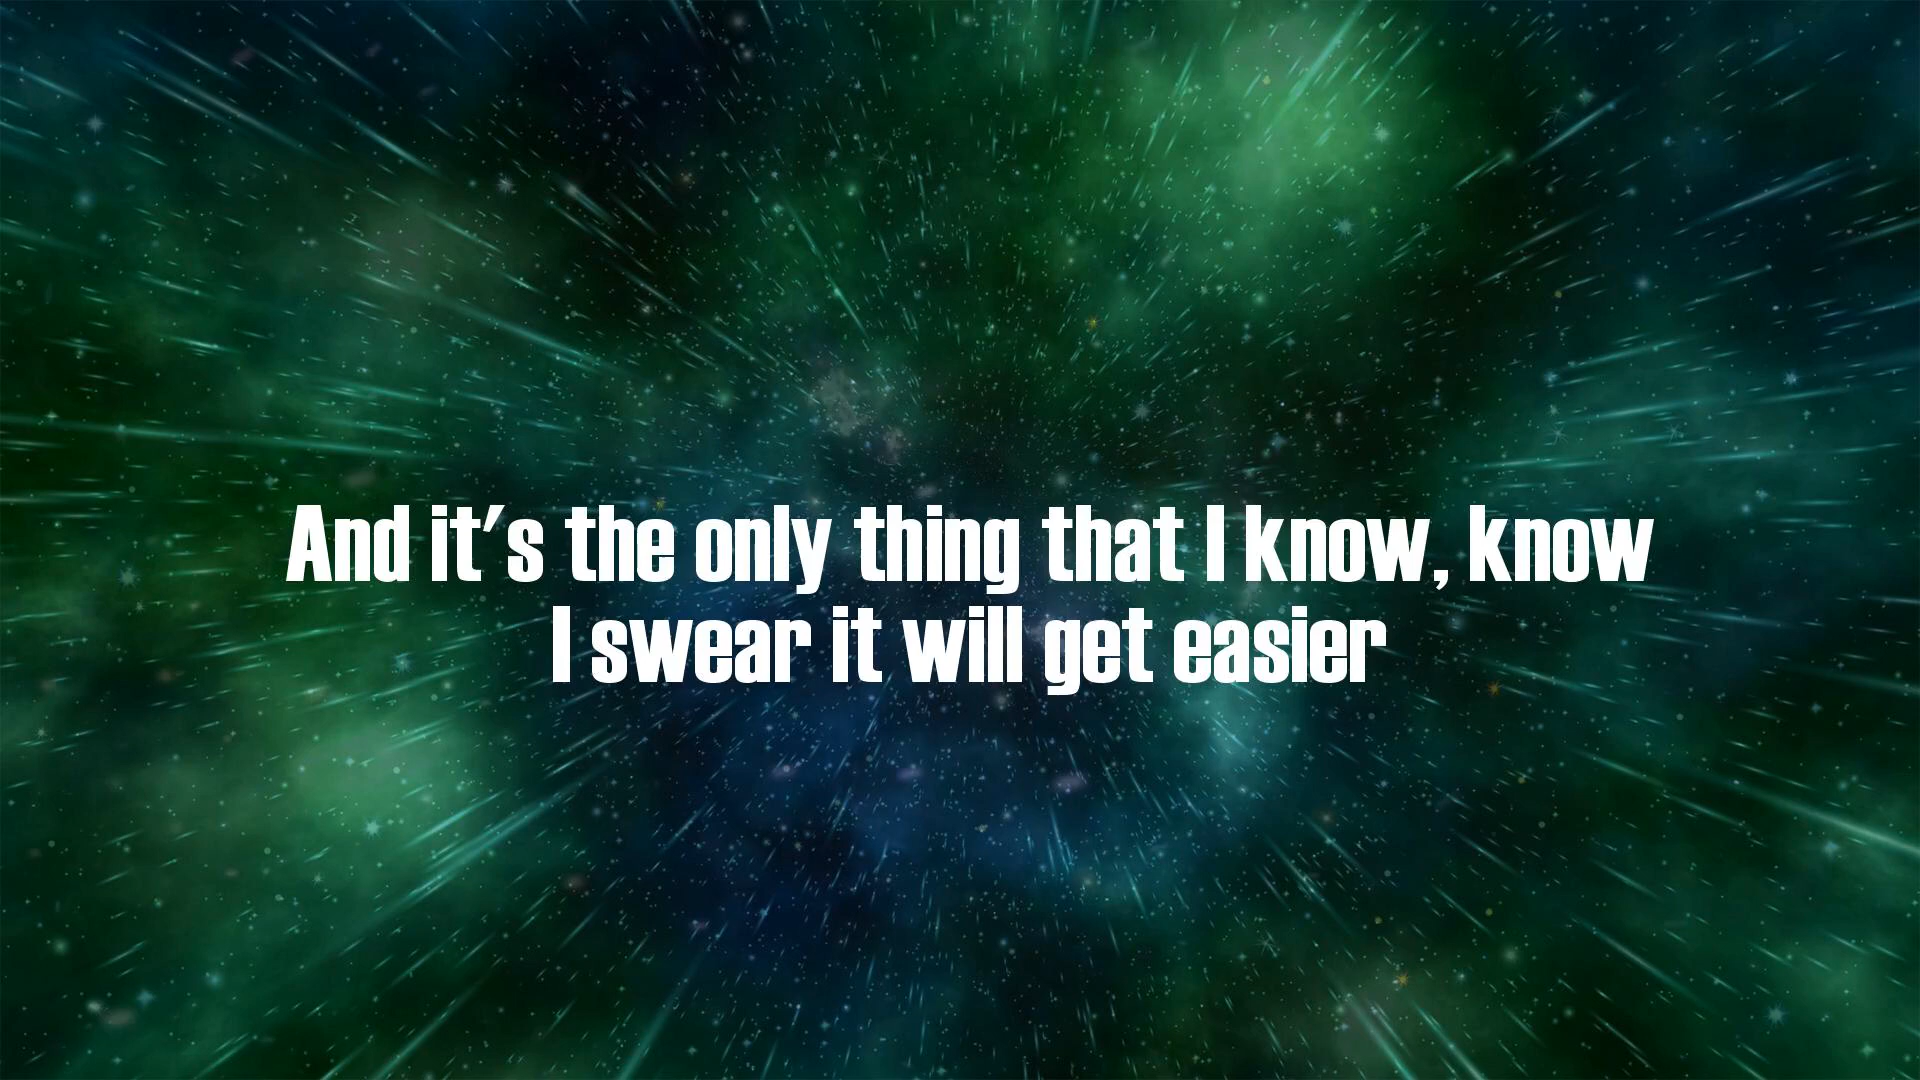 And it's the only thing that I know, know
I swear it will get easier